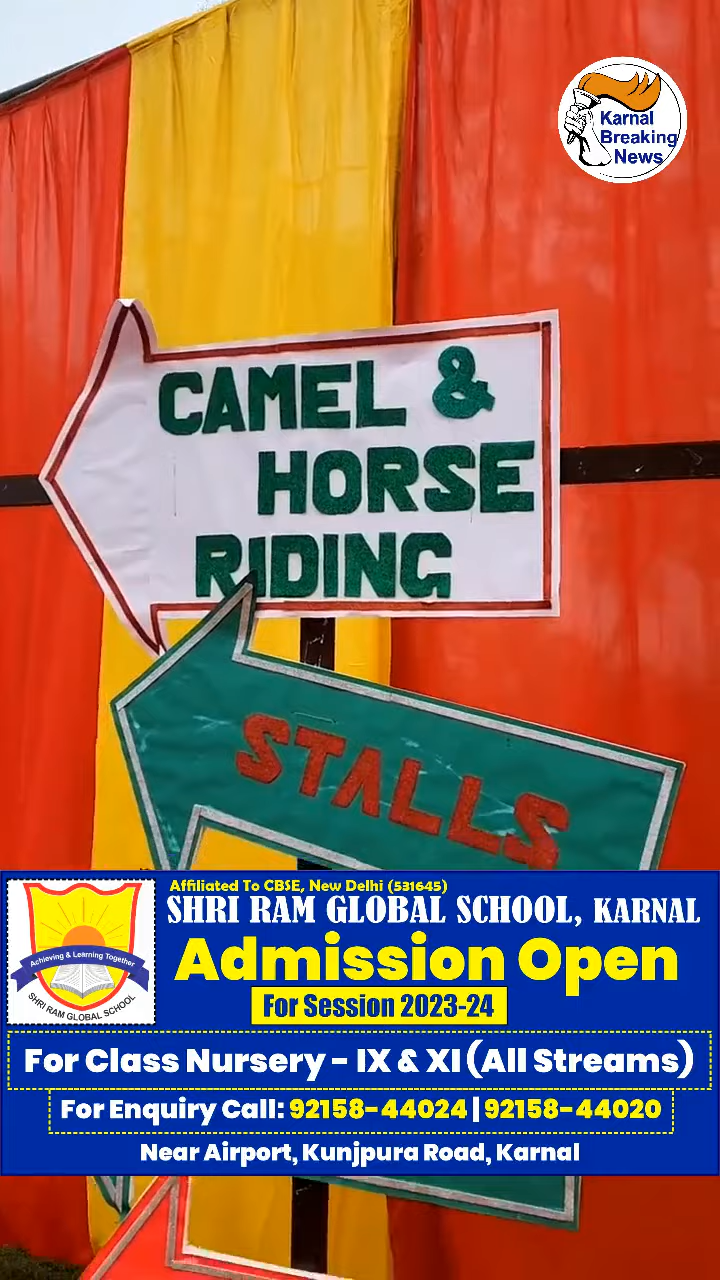 Karnal
Breaking
News
CAMEL &
HORSE
RIDING
STALLS
Affiliated To CBSE, New Delhi (531645)
SHRI RAM GLOBAL SCHOOL, KARNAL
Achieving & Learning Together
SHRI RAM GLOBAL SCHOOL
Admission Open
For Session 2023-24
For Class Nursery - IX & XI (All Streams)
For Enquiry Call: 92158-44024 | 92158-44020
Near Airport, Kunjpura Road, Karnal